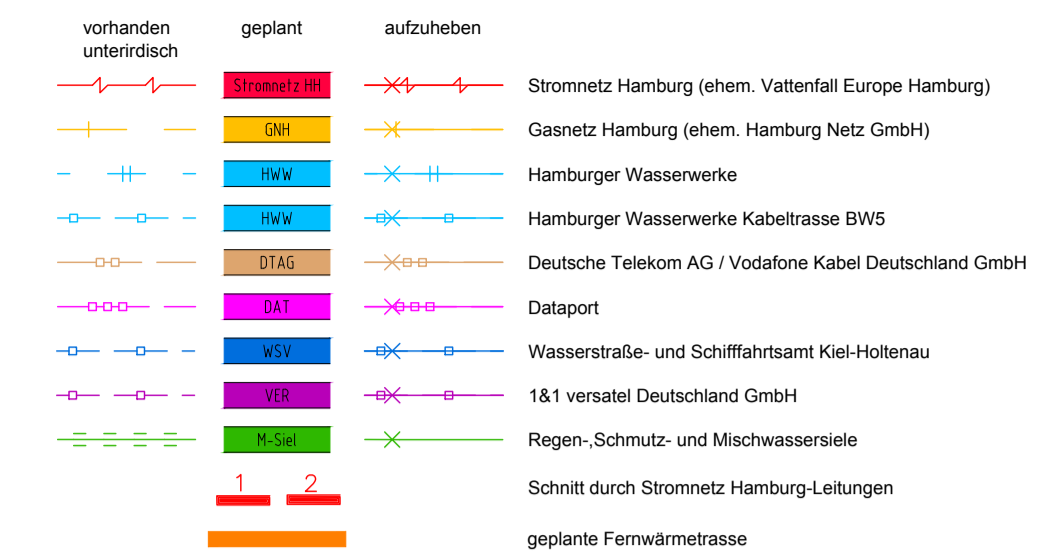 vorhanden geplant aufzuheben
unterirdisch
Stromnetz HH Stromnetz Hamburg (ehem. Vattenfall Europe Hamburg)
GNH Gasnetz Hamburg (ehem. Hamburg Netz GmbH)
HWW Hamburger Wasserwerke
HWW Hamburger Wasserwerke Kabeltrasse BW5
DTAG Deutsche Telekom AG / Vodafone Kabel Deutschland GmbH
DAT Dataport
WSV Wasserstraße- und Schifffahrtsamt Kiel-Holtenau
VER 1&1 versatel Deutschland GmbH
M-Siel Regen-,Schmutz- und Mischwassersiele
1 2 Schnitt durch Stromnetz Hamburg-Leitungen
geplante Fernwärmetrasse